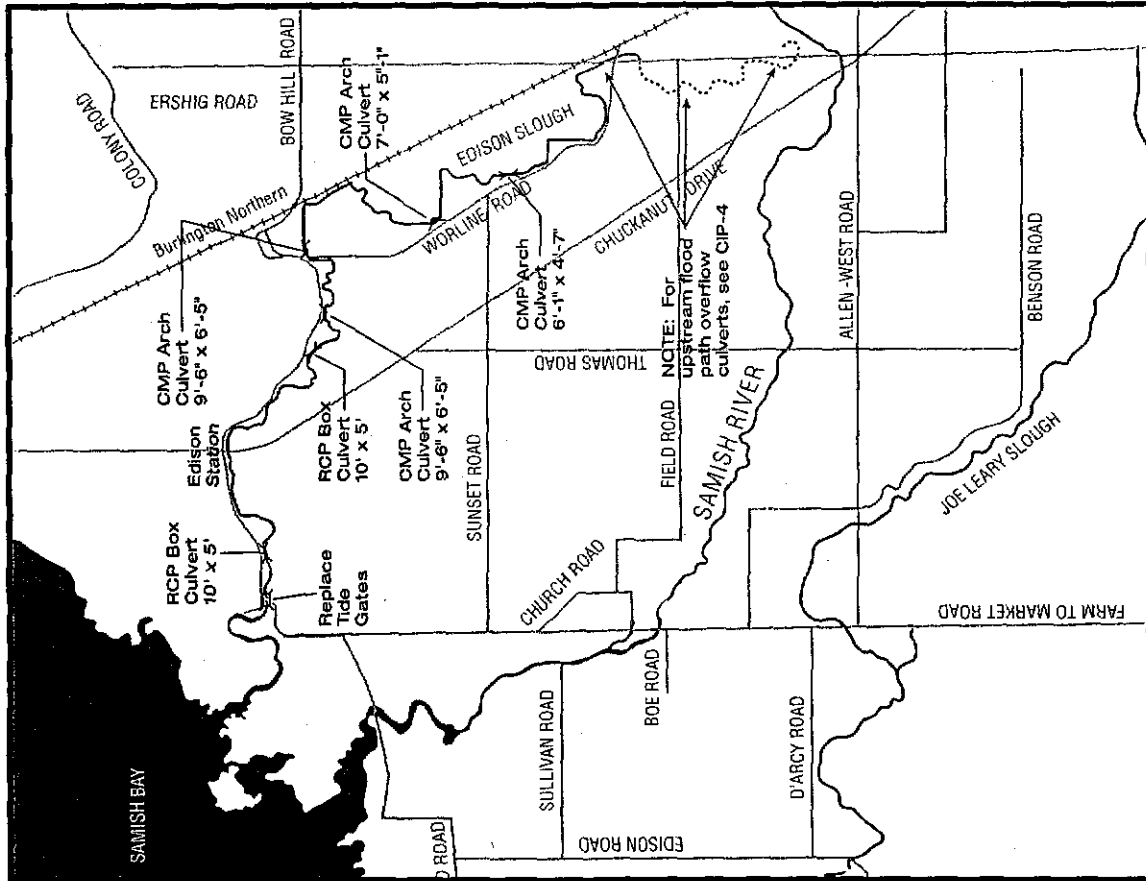 COLONY ROAD
ERSHIG ROAD
BOW HILL ROAD
Burlington Northern
CMP Arch
Culvert
7'-0" x 5'-1"
EDISON SLOUGH
WORLINE ROAD
CHUCKANUT DRIVE
CMP Arch
Culvert
9'-6" x 6'-5"
CMP Arch
Culvert
6'-1" x 4'-7"
NOTE: For
upstream flood
path overflow
culverts, see CIP-4
Edison
Station
RCP Box
Culvert
10' x 5'
CMP Arch
Culvert
9'-6" x 6'-5"
SUNSET ROAD
THOMAS ROAD
FIELD ROAD
SAMISH RIVER
ALLEN-WEST ROAD
BENSON ROAD
JOE LEARY SLOUGH
RCP Box
Culvert
10' x 5'
Replace
Tide
Gates
CHURCH ROAD
FARM TO MARKET ROAD
SAMISH BAY
SULLIVAN ROAD
BOE ROAD
D'ARCY ROAD
EDISON ROAD
D ROAD